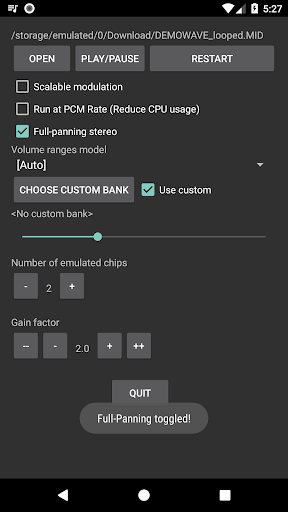 5:27
/storage/emulated/0/Download/DEMOWAVE_looped.MID
OPEN PLAY/PAUSE RESTART
Scalable modulation
Run at PCM Rate (Reduce CPU usage)
Full-panning stereo
Volume ranges model
[Auto]
CHOOSE CUSTOM BANK Use custom
<No custom bank>
Number of emulated chips
- 2 +
Gain factor
-- - 2.0 + ++
QUIT
Full-Panning toggled!